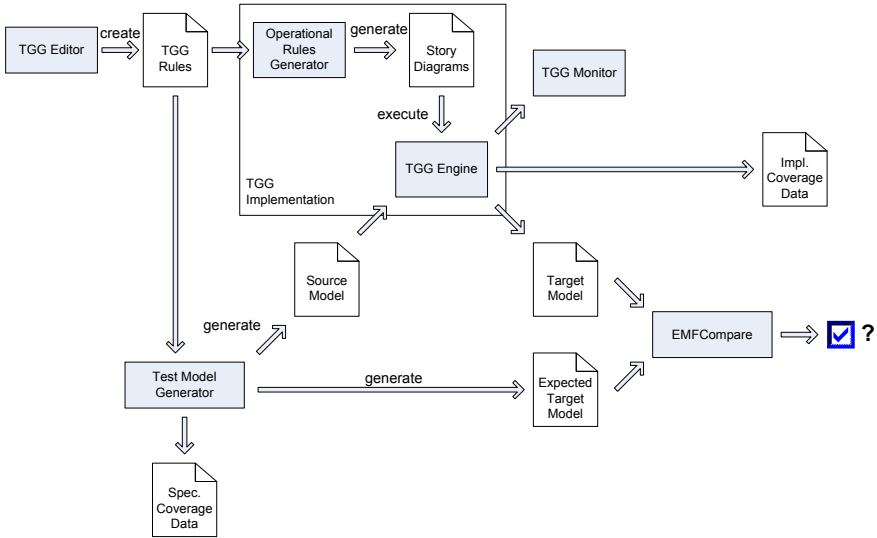 create
TGG Editor
TGG
Rules
Operational
Rules
Generator
generate
Story
Diagrams
TGG Monitor
execute
TGG Engine
TGG
Implementation
Impl.
Coverage
Data
Source
Model
Target
Model
generate
EMFCompare
?
Test Model
Generator
generate
Expected
Target
Model
Spec.
Coverage
Data